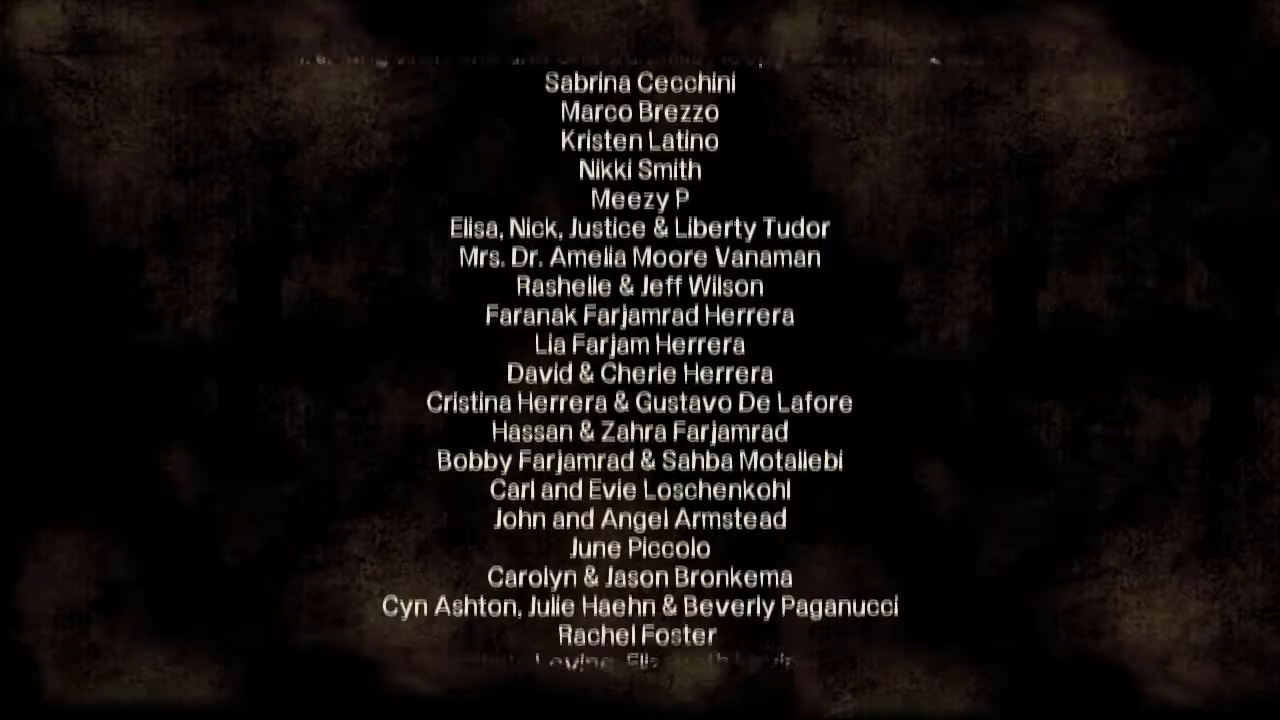 Sabrina Cecchini
Marco Brezzo
Kristen Latino
Nikki Smith
Meezy P
Elisa, Nick, Justice & Liberty Tudor
Mrs. Dr. Amelia Moore Vanaman
Rashelle & Jeff Wilson
Faranak Farjamrad Herrera
Lia Farjam Herrera
David & Cherie Herrera
Cristina Herrera & Gustavo De Lafore
Hassan & Zahra Farjamrad
Bobby Farjamrad & Sahba Motallebi
Carl and Evie Loschenkohl
John and Angel Armstead
June Piccolo
Carolyn & Jason Bronkema
Cyn Ashton, Julie Haehn & Beverly Paganucci
Rachel Foster